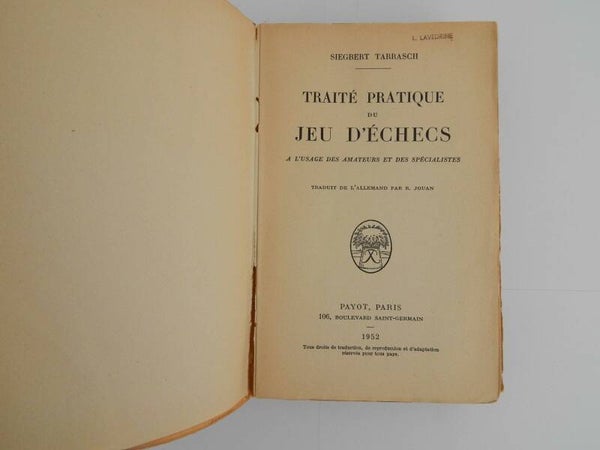 L. LAVEDRINE
SIEGBERT TARRASCH
TRAITÉ PRATIQUE
DU
JEU D'ÉCHECS
A L'USAGE DES AMATEURS ET DES SPÉCIALISTES
TRADUIT DE L'ALLEMAND PAR R. JOUAN
PAYOT, PARIS
106, BOULEVARD SAINT-GERMAIN
1952
Tous droits de traduction, de reproduction et d'adaptation
réservés pour tous pays.